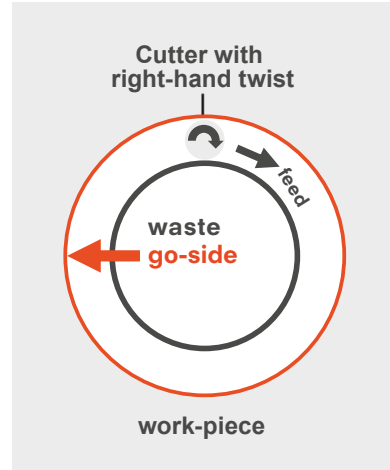 Cutter with
right-hand twist
feed
waste
go-side
work-piece